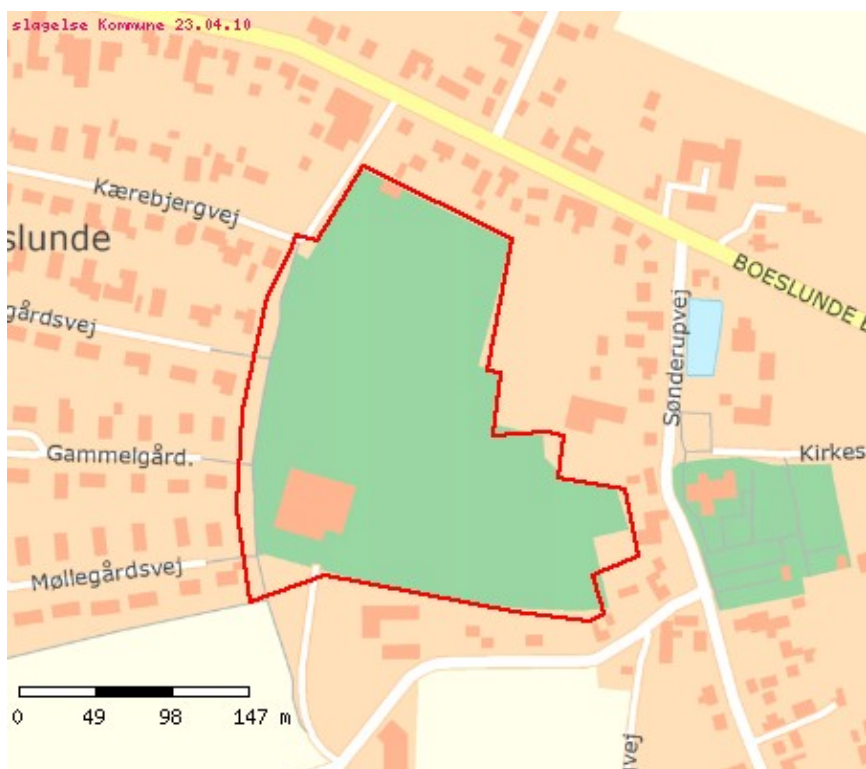 slagelse Kommune 23.04.10
Kærebjergvej
slunde
gårdsvej
BOESLUNDE
Sønderupvej
Gammelgård.
Kirkes
Møllegårdsvej
0 49 98 147 m
vej